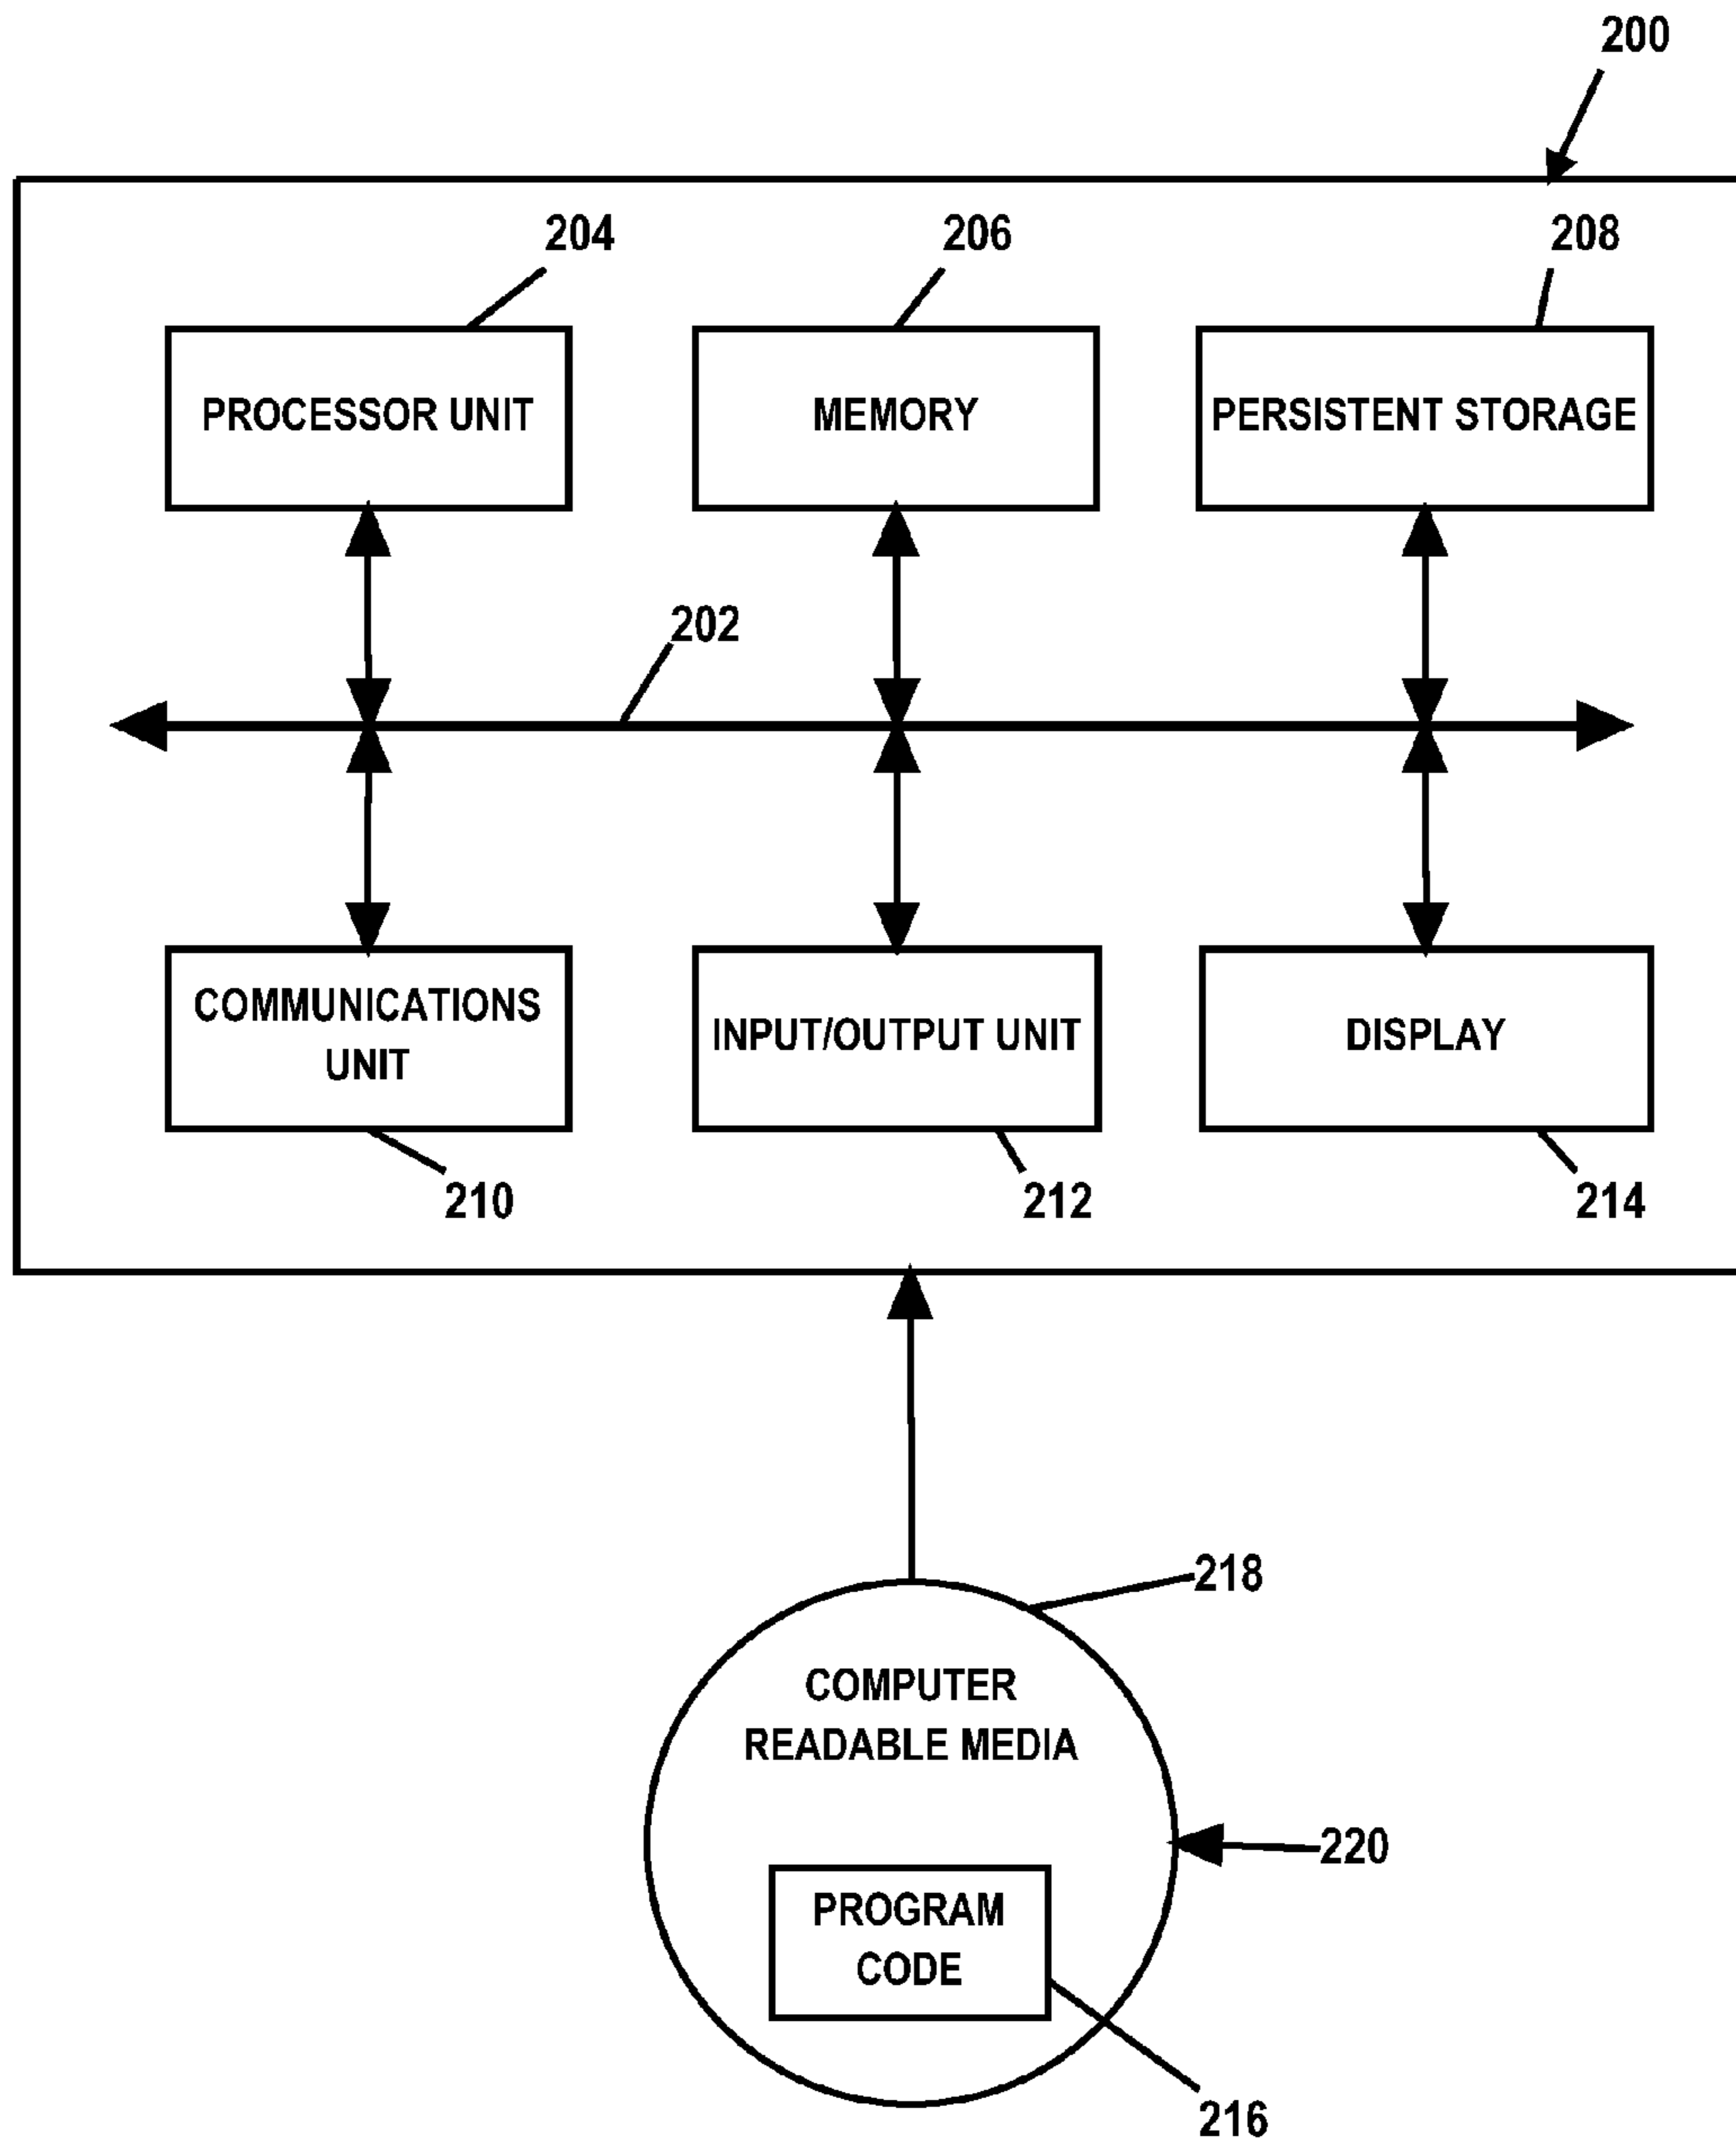 200
204
206
208
PROCESSOR UNIT
MEMORY
PERSISTENT STORAGE
202
COMMUNICATIONS
UNIT
INPUT/OUTPUT UNIT
DISPLAY
210
212
214
218
COMPUTER
READABLE MEDIA
220
PROGRAM
CODE
216